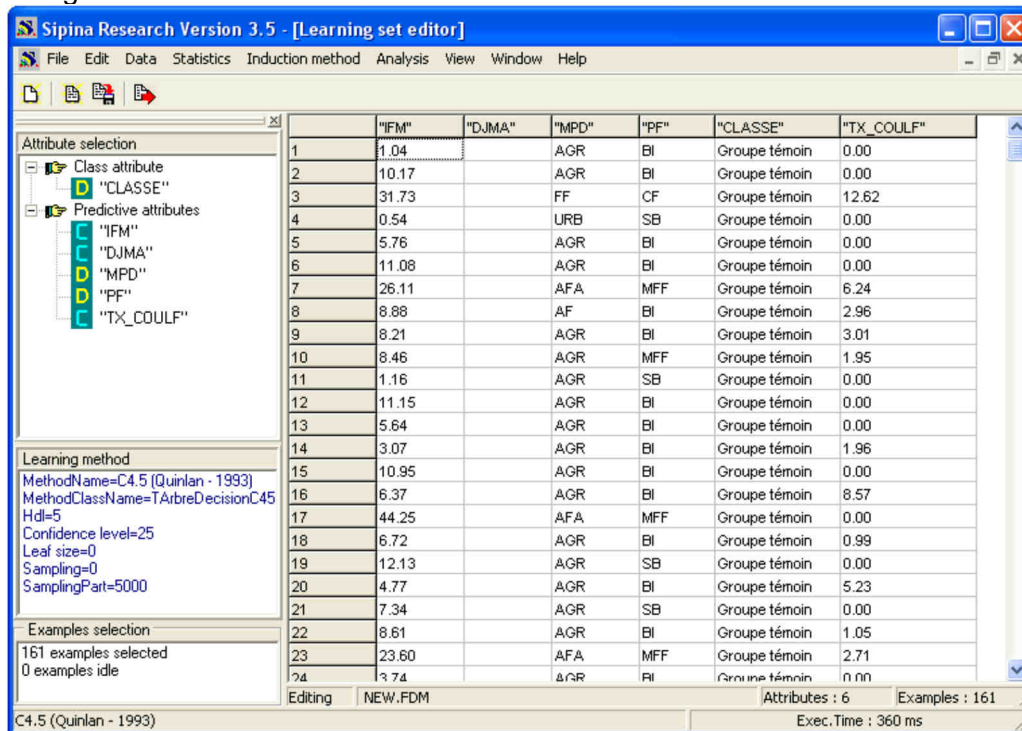 Sipina Research Version 3.5 - [Learning set editor]
File Edit Data Statistics Induction method Analysis View Window Help
Attribute selection
Class attribute
D "CLASSE"
Predictive attributes
C "IFM"
C "DJMA"
D "MPD"
D "PF"
C "TX_COULF"
Learning method
MethodName=C4.5 (Quinlan - 1993)
MethodClassName=TArbreDecisionC45
Hdl=5
Confidence level=25
Leaf size=0
Sampling=0
SamplingPart=5000
Examples selection
161 examples selected
0 examples idle
"IFM" "DJMA" "MPD" "PF" "CLASSE" "TX_COULF"
1 1.04 AGR BI Groupe témoin 0.00
2 10.17 AGR BI Groupe témoin 0.00
3 31.73 FF CF Groupe témoin 12.62
4 0.54 URB SB Groupe témoin 0.00
5 5.76 AGR BI Groupe témoin 0.00
6 11.08 AGR BI Groupe témoin 0.00
7 26.11 AFA MFF Groupe témoin 6.24
8 8.88 AF BI Groupe témoin 2.96
9 8.21 AGR BI Groupe témoin 3.01
10 8.46 AGR MFF Groupe témoin 1.95
11 1.16 AGR SB Groupe témoin 0.00
12 11.15 AGR BI Groupe témoin 0.00
13 5.64 AGR BI Groupe témoin 0.00
14 3.07 AGR BI Groupe témoin 1.96
15 10.95 AGR BI Groupe témoin 0.00
16 6.37 AGR BI Groupe témoin 8.57
17 44.25 AFA MFF Groupe témoin 0.00
18 6.72 AGR BI Groupe témoin 0.99
19 12.13 AGR SB Groupe témoin 0.00
20 4.77 AGR BI Groupe témoin 5.23
21 7.34 AGR SB Groupe témoin 0.00
22 8.61 AGR BI Groupe témoin 1.05
23 23.60 AFA MFF Groupe témoin 2.71
24 3.74 AGR BI Groupe témoin 0.00
Editing NEW.FDM Attributes : 6 Examples : 161
C4.5 (Quinlan - 1993) Exec.Time : 360 ms